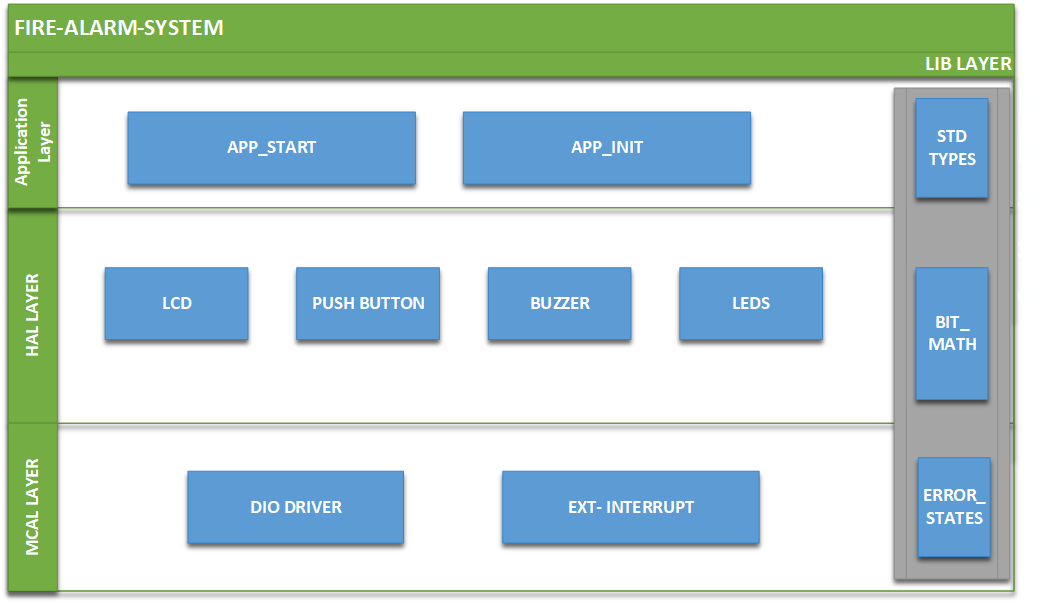 FIRE-ALARM-SYSTEM
LIB LAYER
Application
Layer
APP_START
APP_INIT
STD
TYPES
HAL LAYER
LCD
PUSH BUTTON
BUZZER
LEDS
BIT_
MATH
MCAL LAYER
DIO DRIVER
EXT- INTERRUPT
ERROR_
STATES